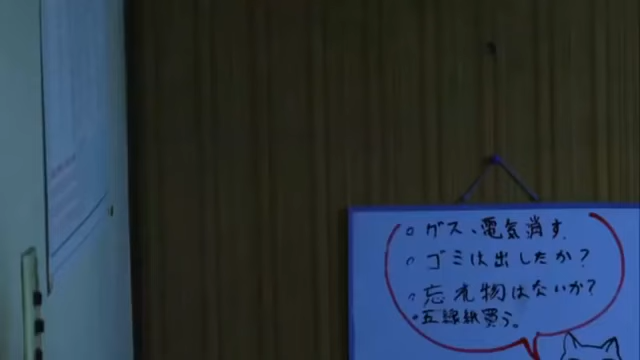 。ガス、電気消す
。ゴミは出したか?
。忘れ物はないか?
・五線紙買う。